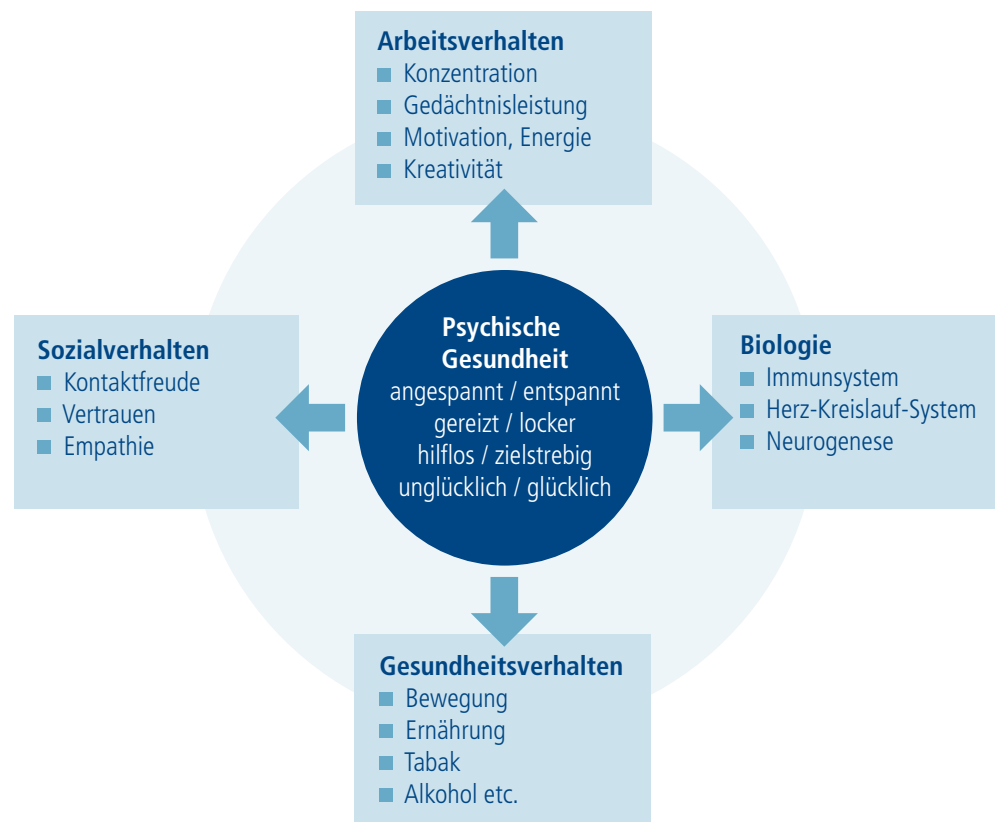 Arbeitsverhalten
Konzentration
Gedächtnisleistung
Motivation, Energie
Kreativität
Sozialverhalten
Kontaktfreude
Vertrauen
Empathie
Psychische
Gesundheit
angespannt / entspannt
gereizt / locker
hilflos / zielstrebig
unglücklich / glücklich
Biologie
Immunsystem
Herz-Kreislauf-System
Neurogenese
Gesundheitsverhalten
Bewegung
Ernährung
Tabak
Alkohol etc.